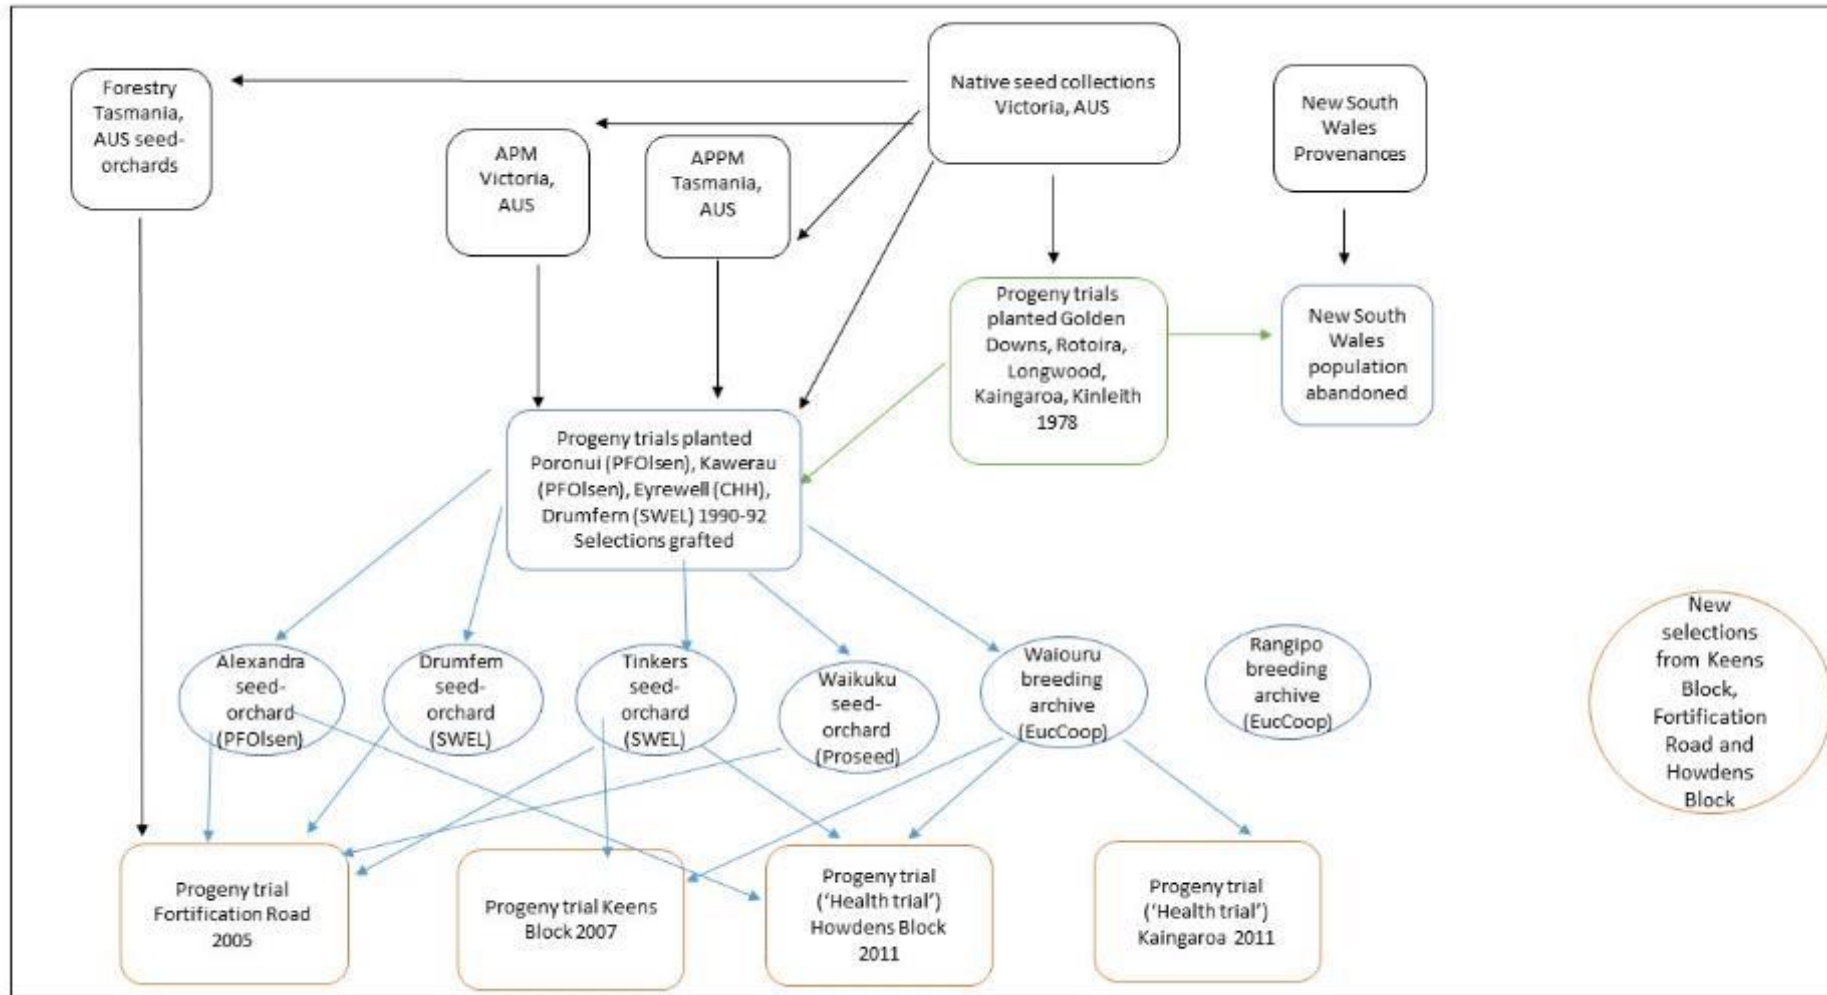 Forestry
Tasmania,
AUS seed-
orchards
APM
Victoria,
AUS
APPM
Tasmania,
AUS
Native seed collections
Victoria, AUS
New South
Wales
Provenances
Progeny trials
planted Golden
Downs, Rotoira,
Longwood,
Kaingaroa, Kinleith
1978
New South
Wales
population
abandoned
Progeny trials planted
Poronui (PFOlsen), Kawerau
(PFOlsen), Eyrewell (CHH),
Drumfern (SWEL) 1990-92
Selections grafted
Alexandra
seed-
orchard
(PFOlsen)
Drumfern
seed-
orchard
(SWEL)
Tinkers
seed-
orchard
(SWEL)
Waikuku
seed-
orchard
(Proseed)
Waiouru
breeding
archive
(EucCoop)
Rangipo
breeding
archive
(EucCoop)
New
selections
from Keens
Block,
Fortification
Road and
Howdens
Block
Progeny trial
Fortification Road
2005
Progeny trial Keens
Block 2007
Progeny trial
('Health trial')
Howdens Block
2011
Progeny trial
('Health trial')
Kaingaroa 2011